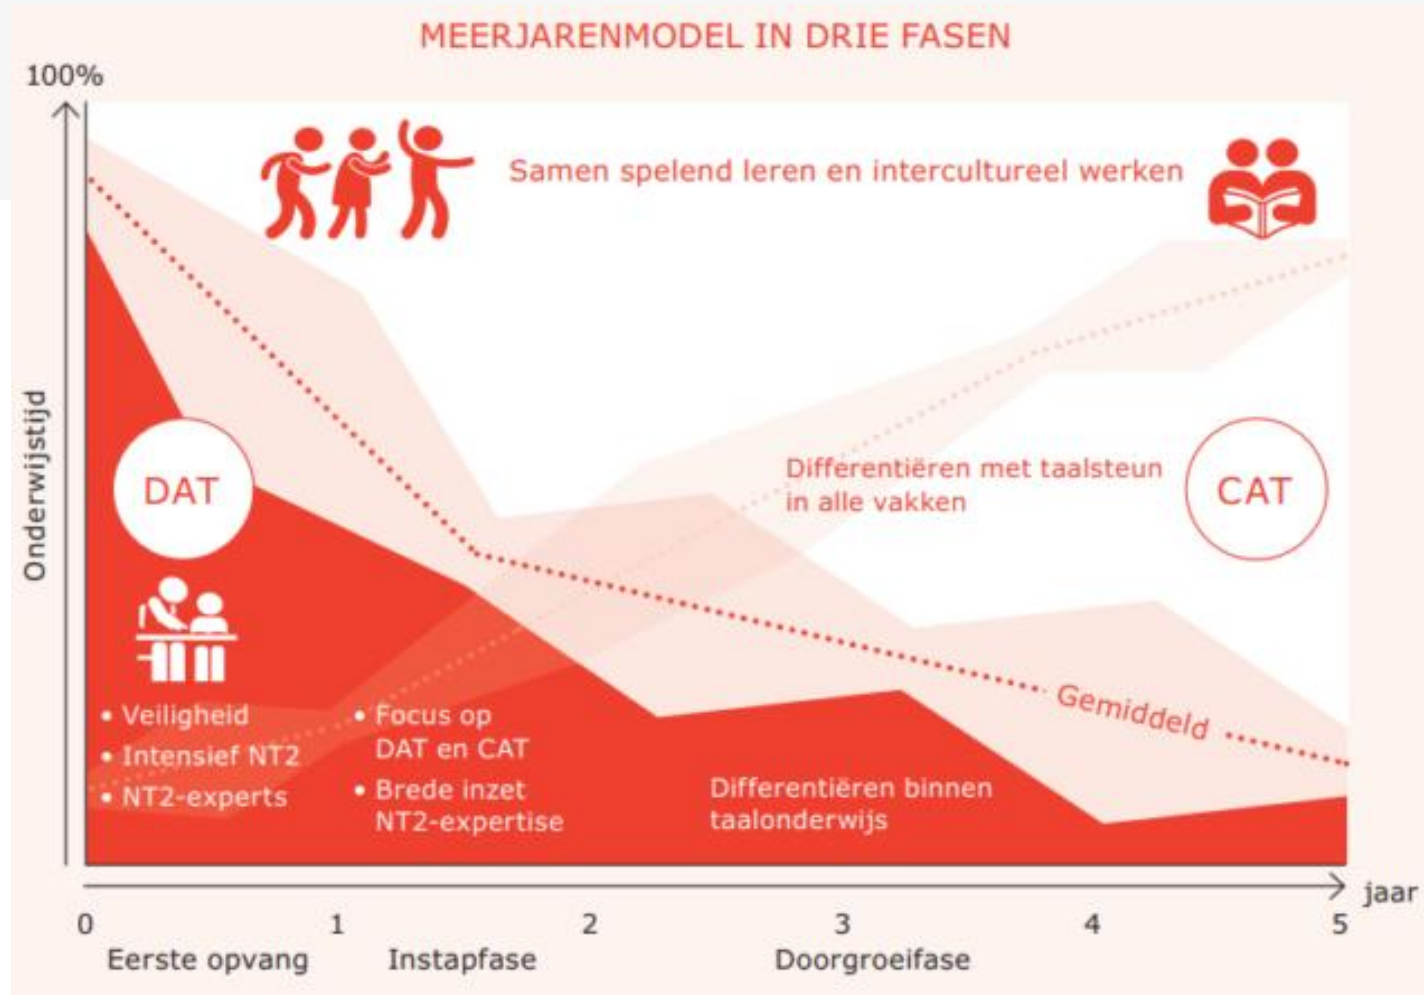 MEERJARENMODEL IN DRIE FASEN
100%
Samen spelend leren en intercultureel werken
Onderwijstijd
DAT
Differentiëren met taalsteun
in alle vakken
CAT
• Veiligheid
• Intensief NT2
• NT2-experts
• Focus op
DAT en CAT
• Brede inzet
NT2-expertise
Gemiddeld
Differentiëren binnen
taalonderwijs
jaar
0 1 2 3 4 5
Eerste opvang Instapfase Doorgroeifase